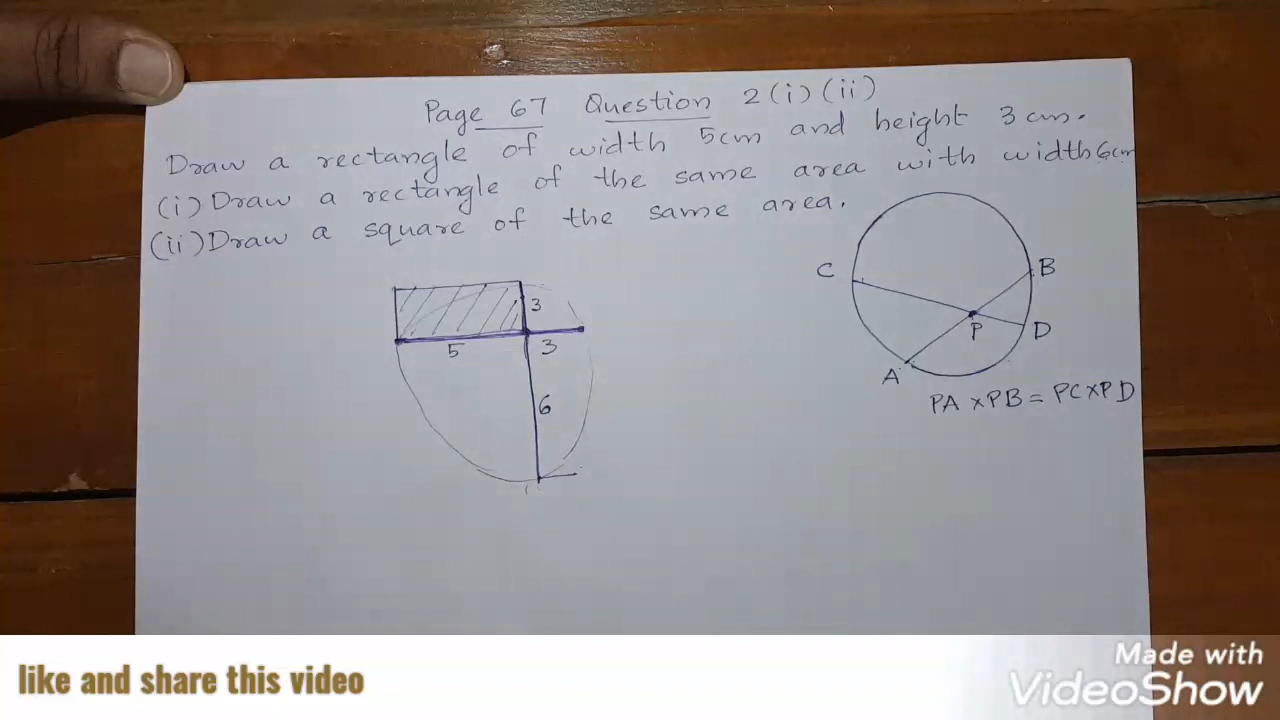 Page 67 Question 2(i)(ii)
Draw a rectangle of width 5cm and height 3cm.
(i) Draw a rectangle of the same area with width 6cm
(ii) Draw a square of the same area.
C
B
3
P
D
5
3
A
PA × PB = PC × PD
6
like and share this video
Made with
VideoShow